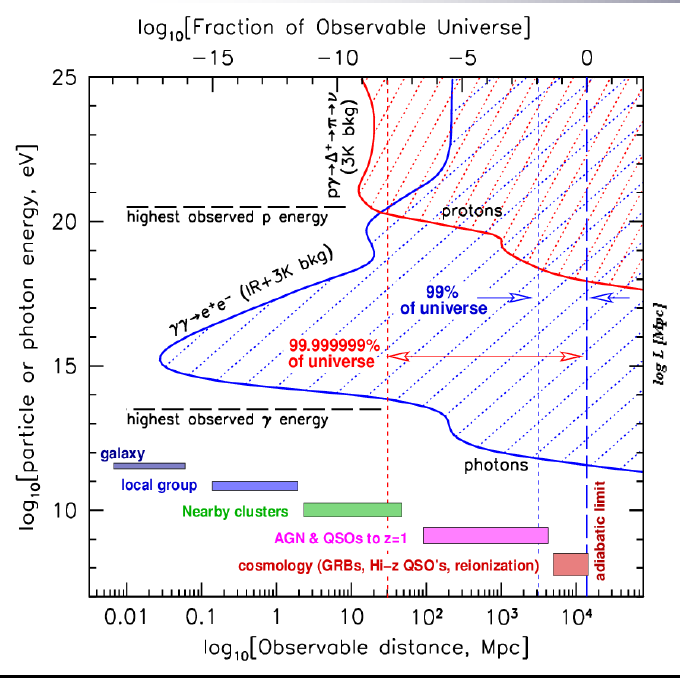 log10[Fraction of Observable Universe]
−15 −10 −5 0
25
20
15
10
log10[particle or photon energy, eV]
pγ→Δ⁺→π→ν
(3K bkg)
highest observed p energy
protons
γγ→e⁺e⁻ (IR+3K bkg)
99%
of universe
99.999999%
of universe
log L [Mpc]
highest observed γ energy
photons
galaxy
local group
Nearby clusters
AGN & QSOs to z=1
cosmology (GRBs, Hi-z QSO's, reionization)
adiabatic limit
0.01 0.1 1 10 10² 10³ 10⁴
log10[Observable distance, Mpc]